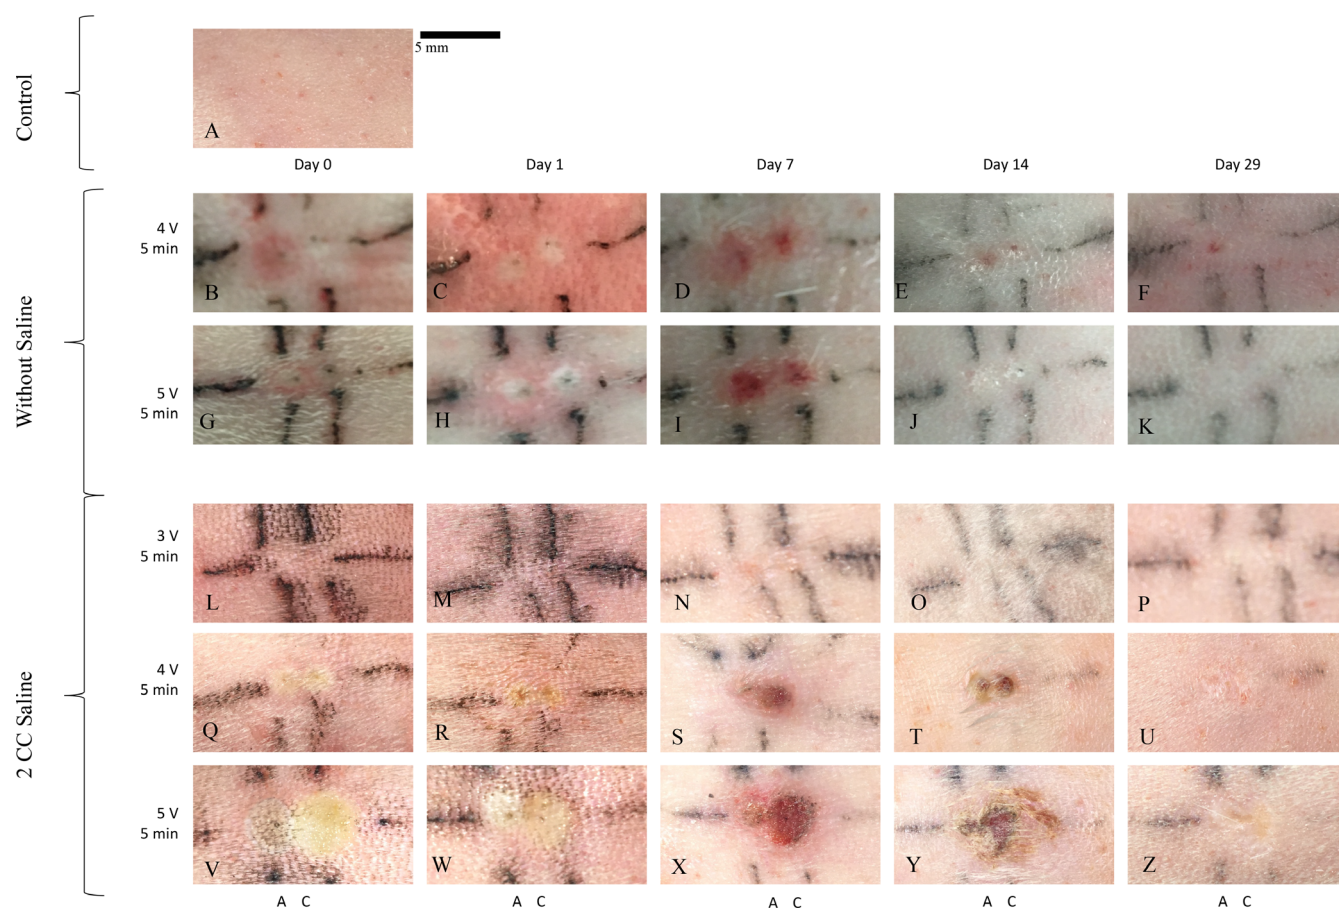 Control
A
5 mm
Day 0 Day 1 Day 7 Day 14 Day 29
Without Saline
4 V
5 min
B C D E F
5 V
5 min
G H I J K
2 CC Saline
3 V
5 min
L M N O P
4 V
5 min
Q R S T U
5 V
5 min
V W X Y Z
A C A C A C A C A C